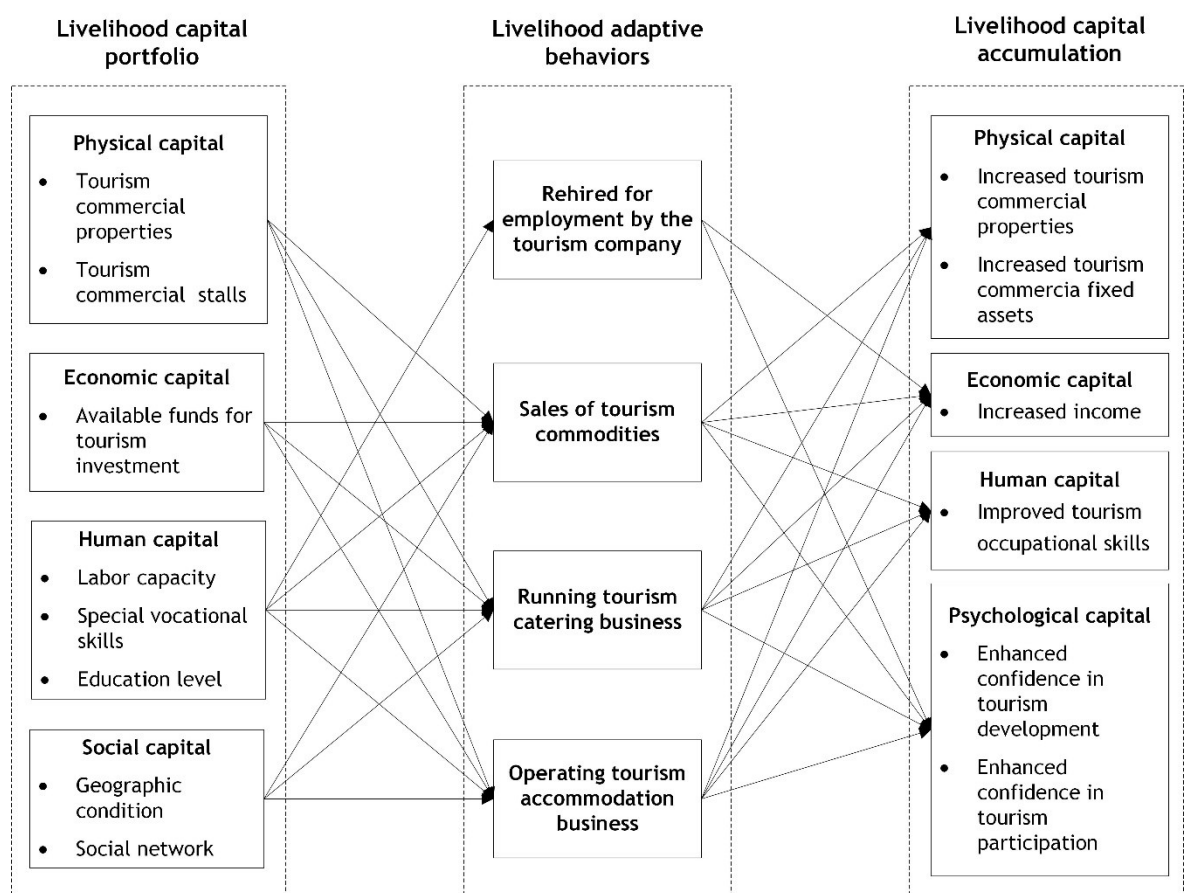 Livelihood capital
portfolio
Physical capital
• Tourism
commercial
properties
• Tourism
commercial stalls
Economic capital
• Available funds for
tourism
investment
Human capital
• Labor capacity
• Special vocational
skills
• Education level
Social capital
• Geographic
condition
• Social network
Livelihood adaptive
behaviors
Rehired for
employment by the
tourism company
Sales of tourism
commodities
Running tourism
catering business
Operating tourism
accommodation
business
Livelihood capital
accumulation
Physical capital
• Increased tourism
commercial
properties
• Increased tourism
commercia fixed
assets
Economic capital
• Increased income
Human capital
• Improved tourism
occupational skills
Psychological capital
• Enhanced
confidence in
tourism
development
• Enhanced
confidence in
tourism
participation